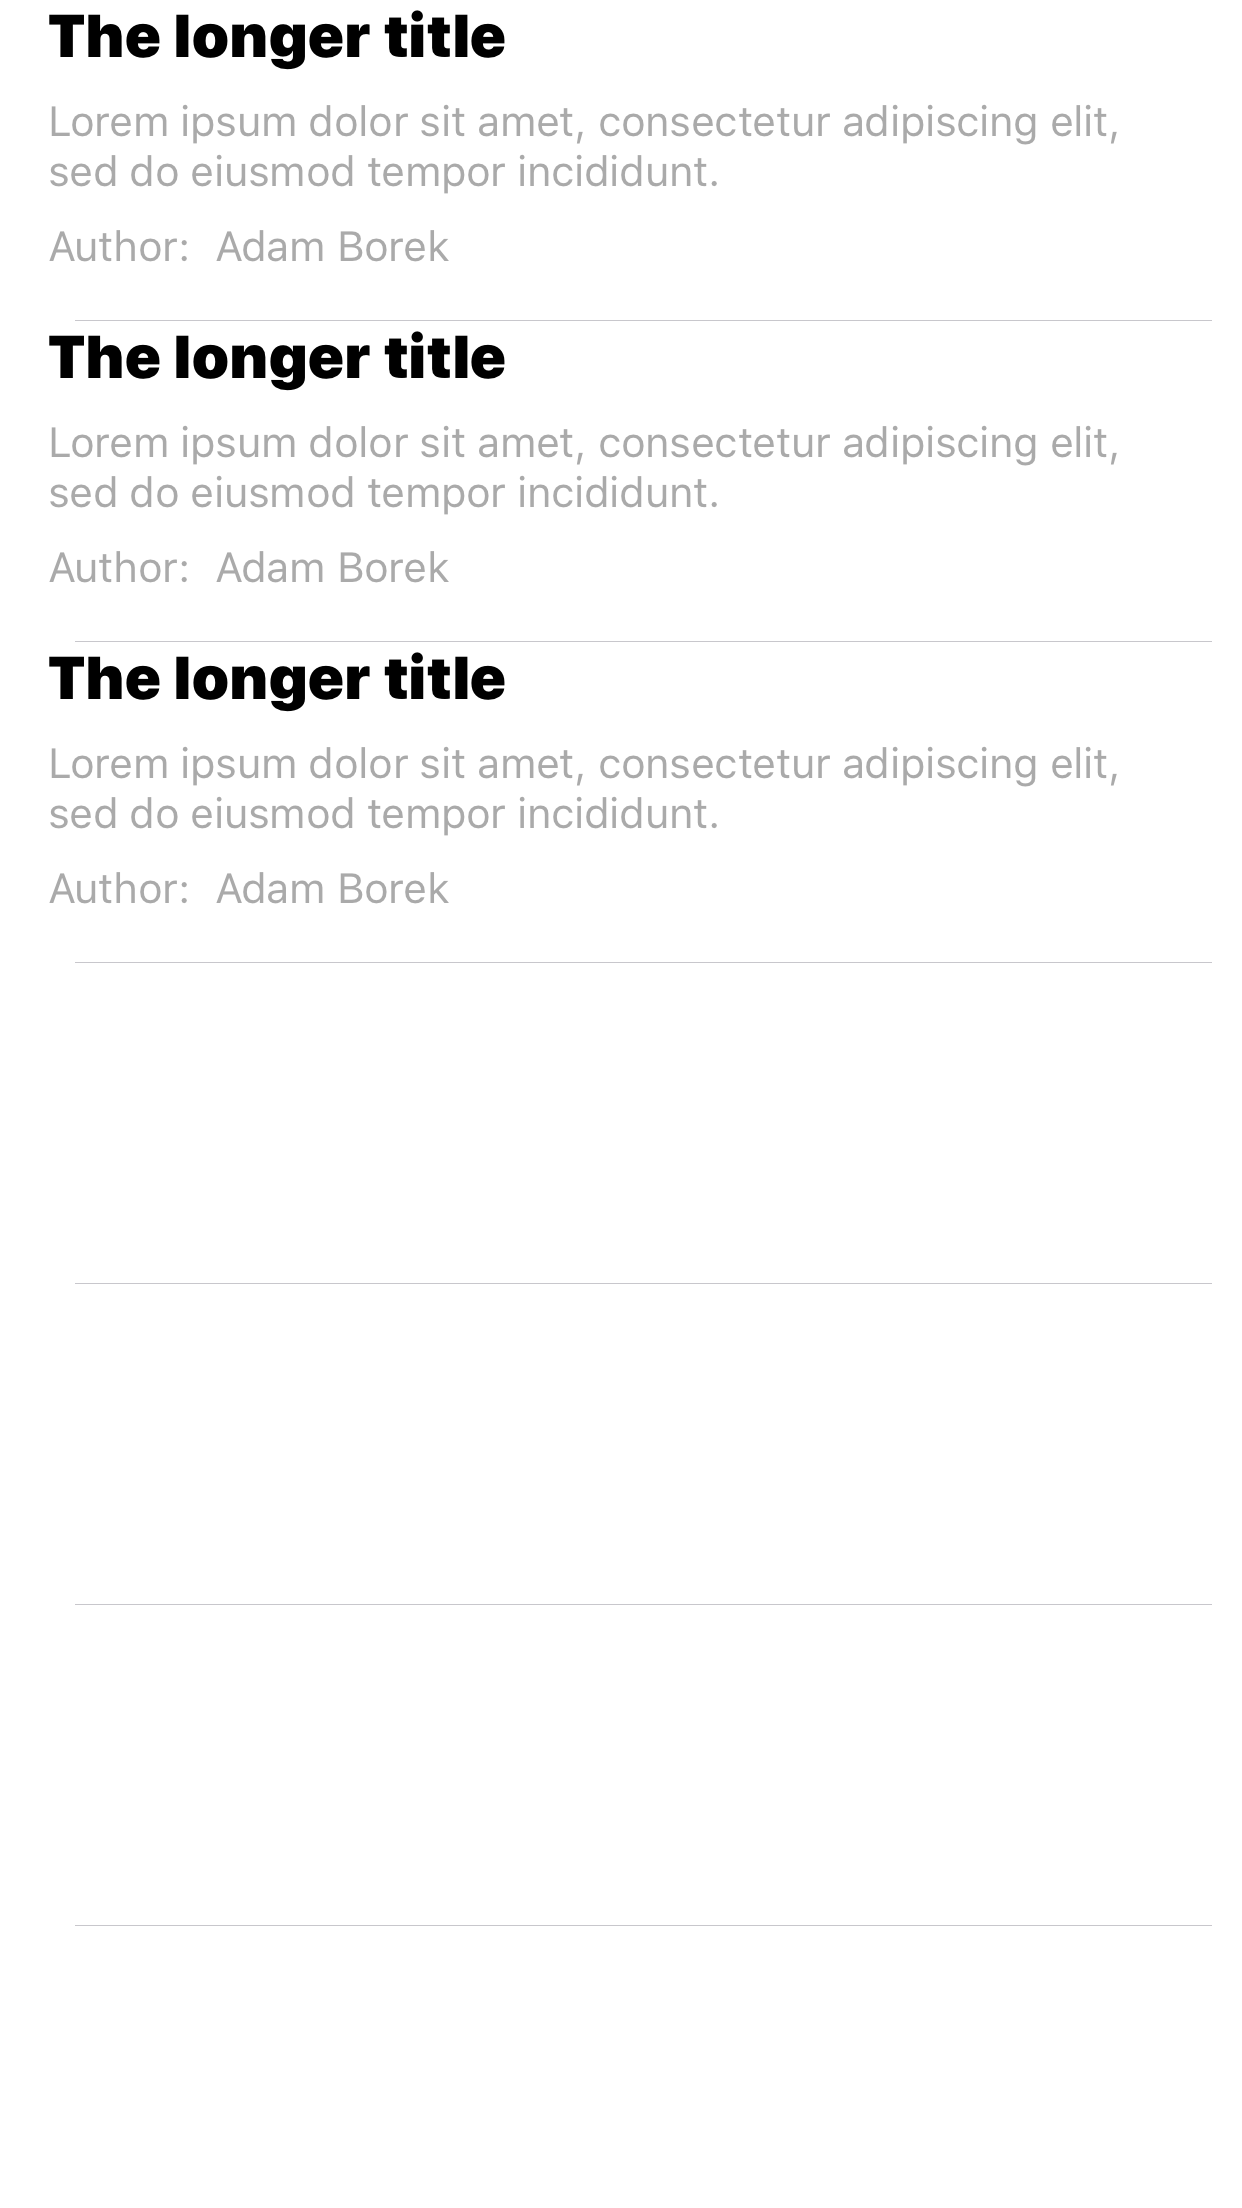 The longer title
Lorem ipsum dolor sit amet, consectetur adipiscing elit,
sed do eiusmod tempor incididunt.
Author: Adam Borek
The longer title
Lorem ipsum dolor sit amet, consectetur adipiscing elit,
sed do eiusmod tempor incididunt.
Author: Adam Borek
The longer title
Lorem ipsum dolor sit amet, consectetur adipiscing elit,
sed do eiusmod tempor incididunt.
Author: Adam Borek